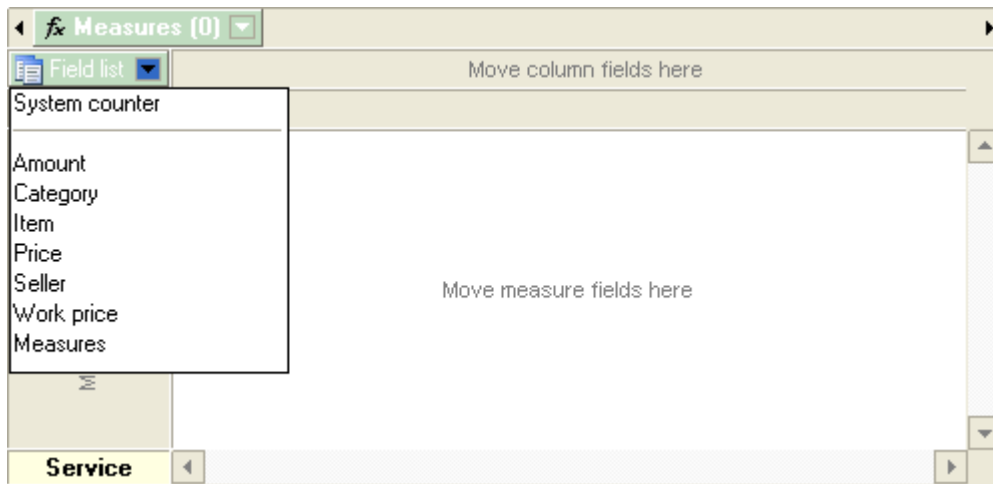 fx Measures (0)
Field list
Move column fields here
System counter
Amount
Category
Item
Price
Seller
Work price
Measures
Move measure fields here
Service